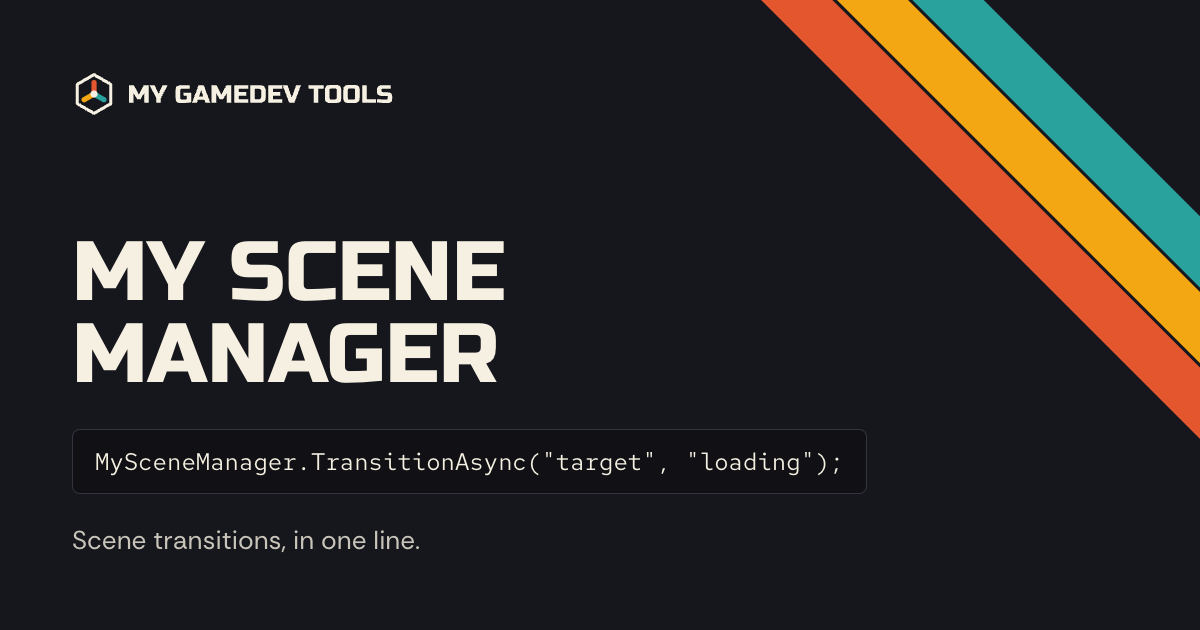 MY GAMEDEV TOOLS
MY SCENE
MANAGER
MySceneManager.TransitionAsync("target", "loading");
Scene transitions, in one line.